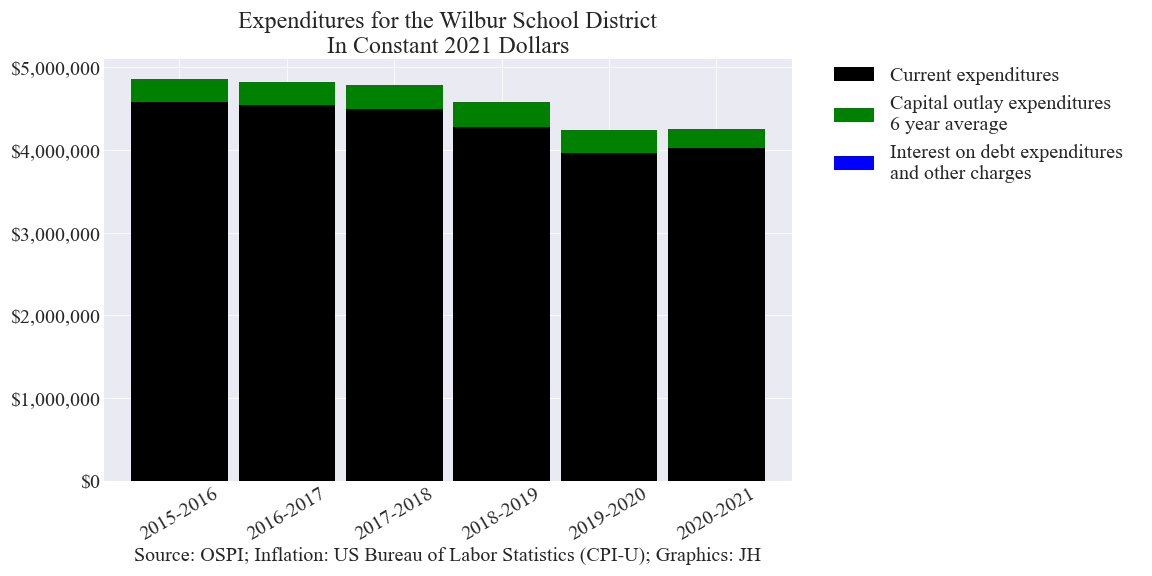 Expenditures for the Wilbur School District
In Constant 2021 Dollars
$5,000,000
$4,000,000
$3,000,000
$2,000,000
$1,000,000
$0
2015-2016
2016-2017
2017-2018
2018-2019
2019-2020
2020-2021
Source: OSPI; Inflation: US Bureau of Labor Statistics (CPI-U); Graphics: JH
Current expenditures
Capital outlay expenditures
6 year average
Interest on debt expenditures
and other charges